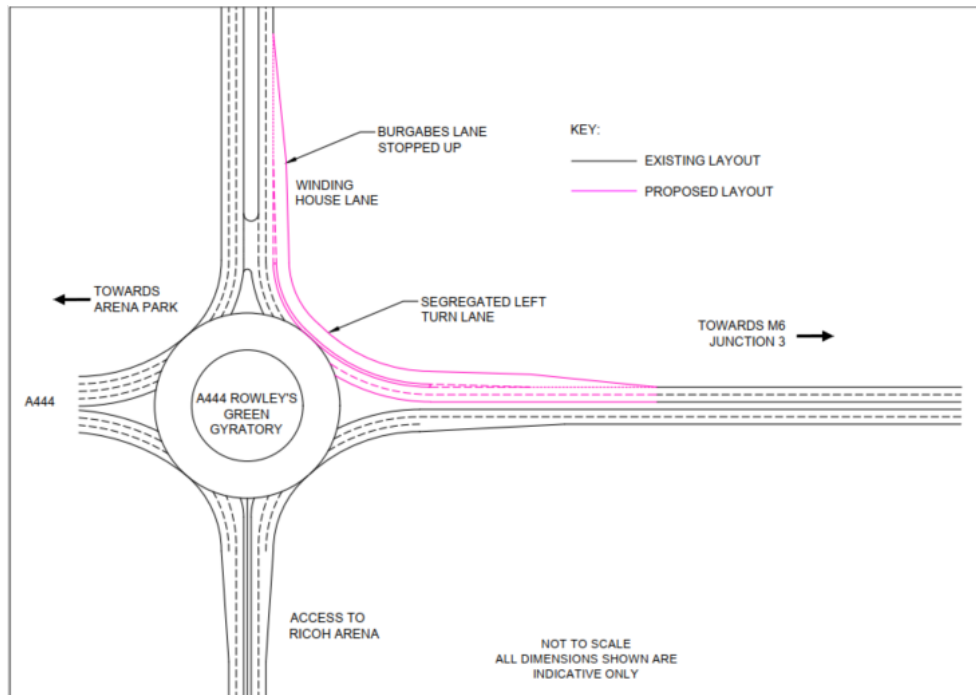 BURGABES LANE
STOPPED UP
KEY:
EXISTING LAYOUT
WINDING
HOUSE LANE
PROPOSED LAYOUT
TOWARDS
ARENA PARK
SEGREGATED LEFT
TURN LANE
TOWARDS M6
JUNCTION 3
A444
A444 ROWLEY'S
GREEN
GYRATORY
ACCESS TO
RICOH ARENA
NOT TO SCALE
ALL DIMENSIONS SHOWN ARE
INDICATIVE ONLY